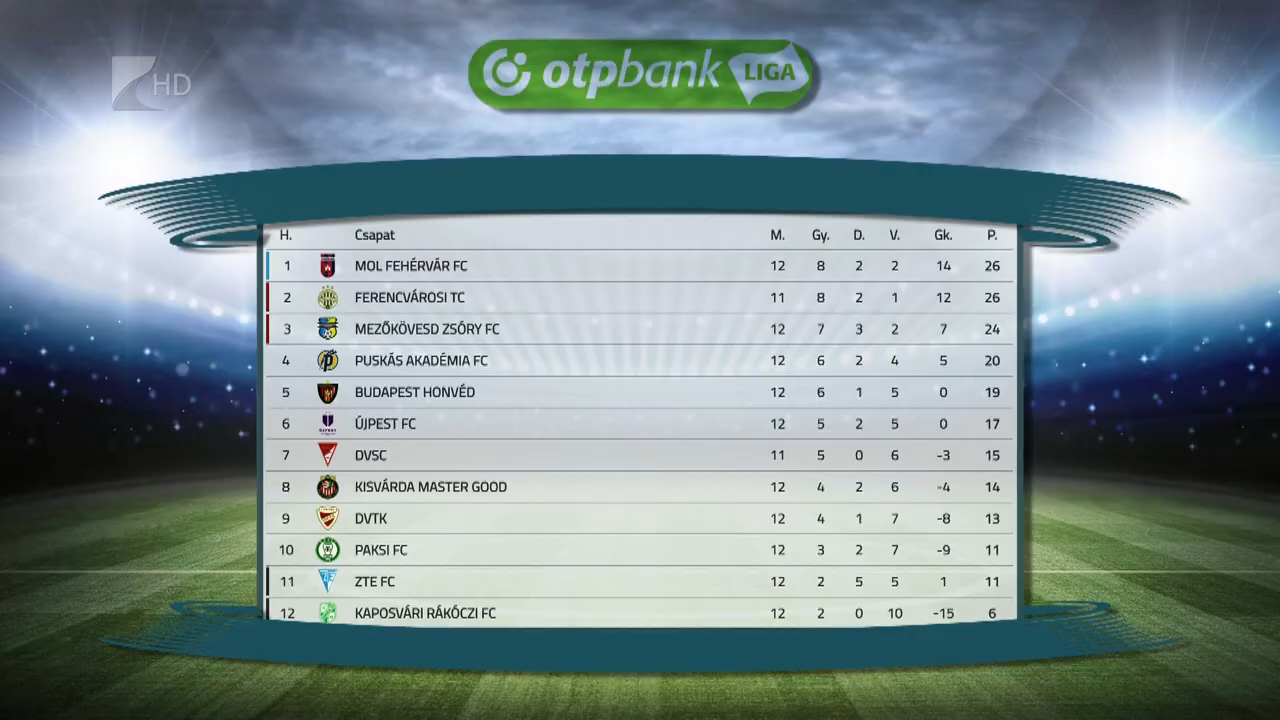 HD
otpbank LIGA
H. Csapat M. Gy. D. V. Gk. P.
1 MOL FEHÉRVÁR FC 12 8 2 2 14 26
2 FERENCVÁROSI TC 11 8 2 1 12 26
3 MEZŐKÖVESD ZSÓRY FC 12 7 3 2 7 24
4 PUSKÁS AKADÉMIA FC 12 6 2 4 5 20
5 BUDAPEST HONVÉD 12 6 1 5 0 19
6 ÚJPEST FC 12 5 2 5 0 17
7 DVSC 11 5 0 6 -3 15
8 KISVÁRDA MASTER GOOD 12 4 2 6 -4 14
9 DVTK 12 4 1 7 -8 13
10 PAKSI FC 12 3 2 7 -9 11
11 ZTE FC 12 2 5 5 1 11
12 KAPOSVÁRI RÁKÓCZI FC 12 2 0 10 -15 6